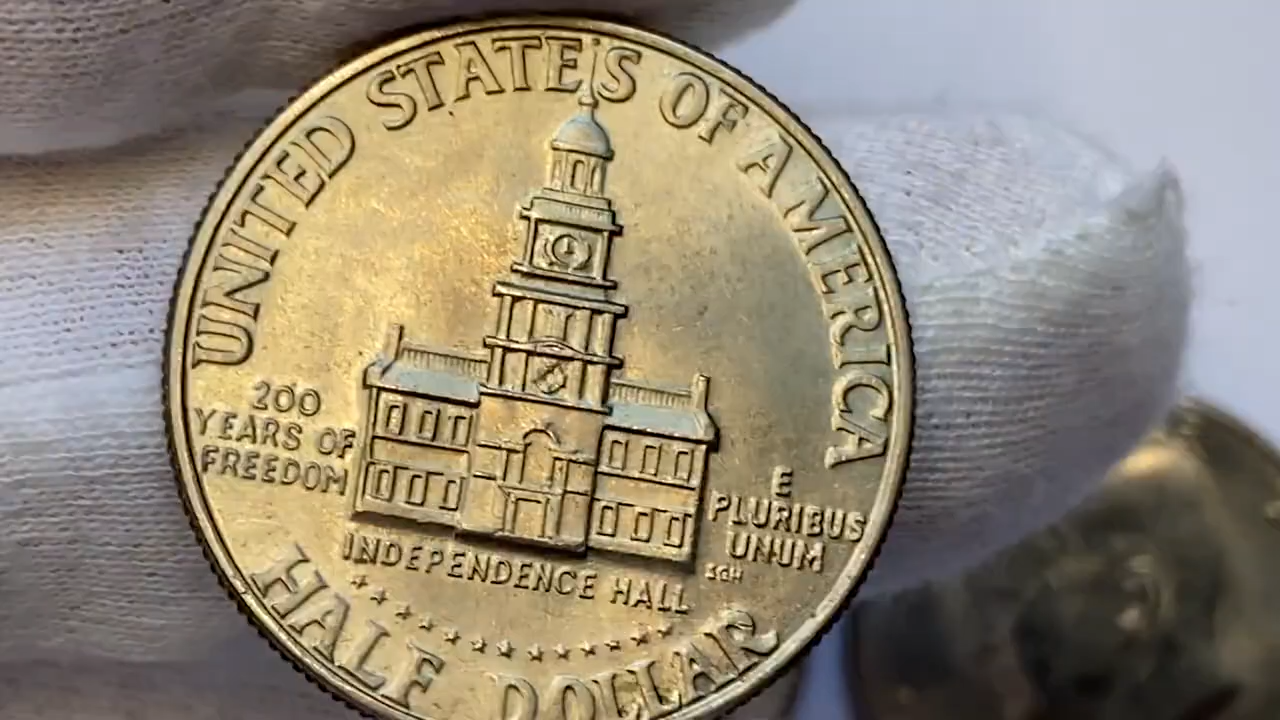 UNITED STATES OF AMERICA
200
YEARS OF
FREEDOM
E
PLURIBUS
UNUM
SGH
INDEPENDENCE HALL
HALF DOLLAR